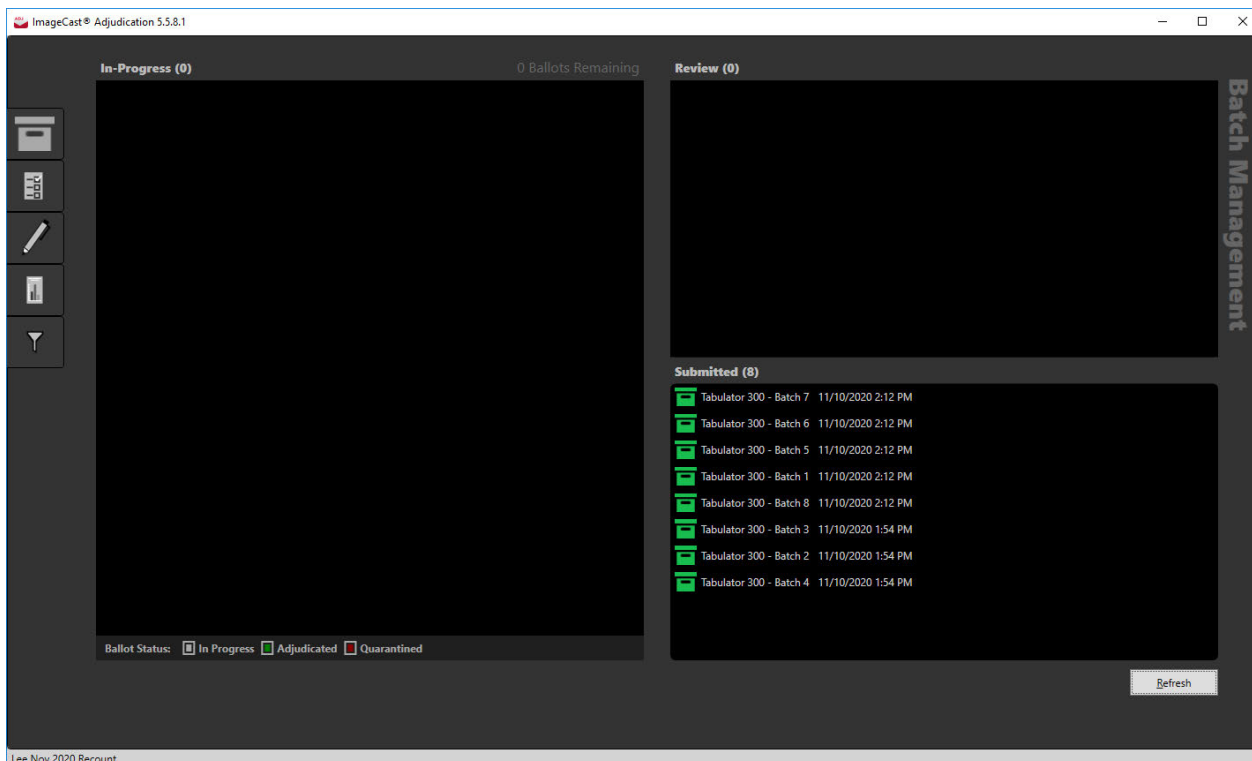 ImageCast® Adjudication 5.5.8.1
In-Progress (0)
0 Ballots Remaining
Review (0)
Batch Management
Submitted (8)
Tabulator 300 - Batch 7 11/10/2020 2:12 PM
Tabulator 300 - Batch 6 11/10/2020 2:12 PM
Tabulator 300 - Batch 5 11/10/2020 2:12 PM
Tabulator 300 - Batch 1 11/10/2020 2:12 PM
Tabulator 300 - Batch 8 11/10/2020 2:12 PM
Tabulator 300 - Batch 3 11/10/2020 1:54 PM
Tabulator 300 - Batch 2 11/10/2020 1:54 PM
Tabulator 300 - Batch 4 11/10/2020 1:54 PM
Ballot Status: In Progress Adjudicated Quarantined
Refresh
Lee Nov 2020 Recount